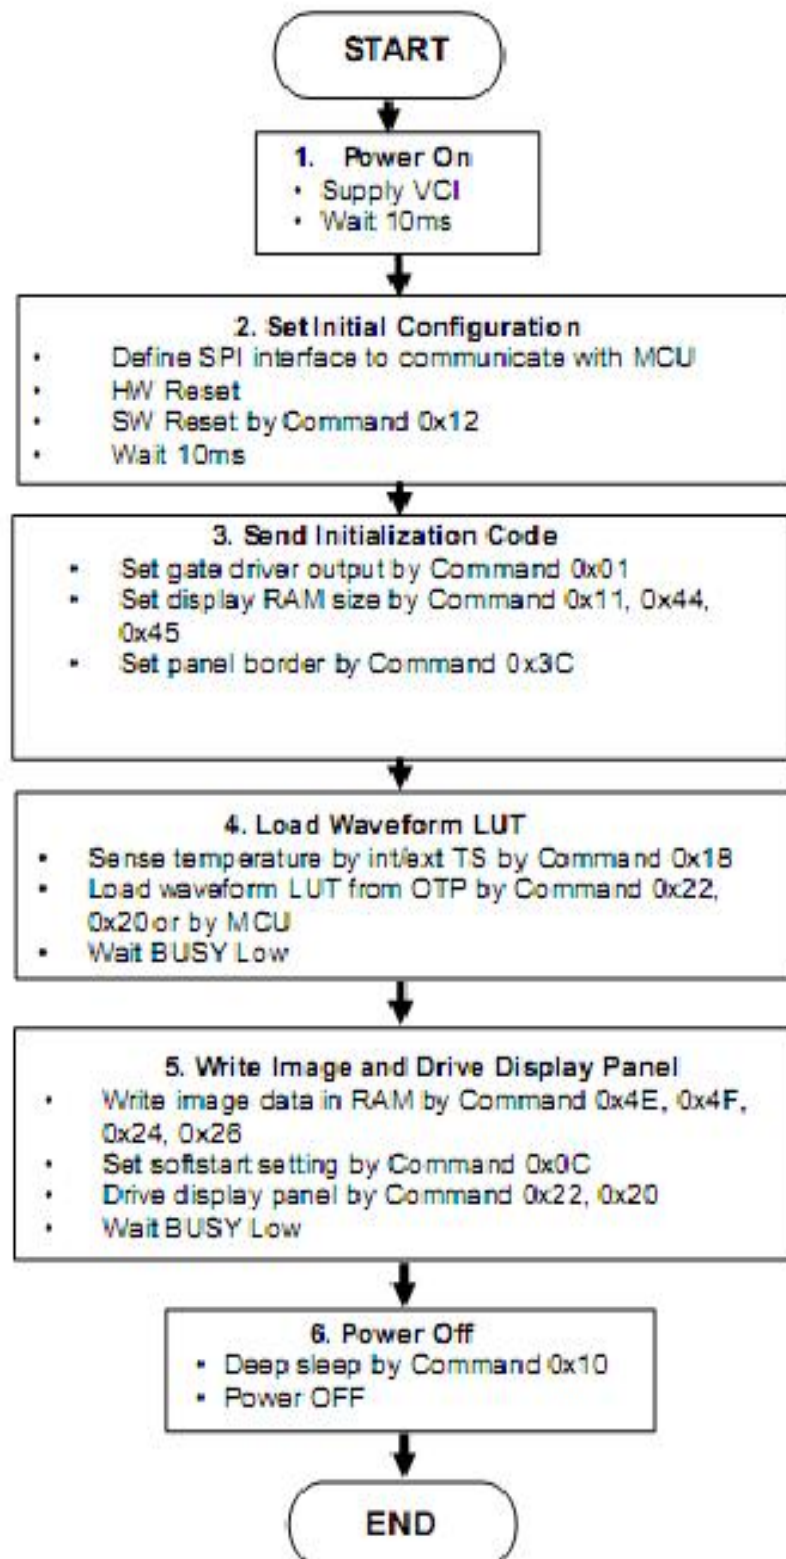 START
1. Power On
• Supply VCI
• Wait 10ms
2. Set Initial Configuration
• Define SPI interface to communicate with MCU
• HW Reset
• SW Reset by Command 0x12
• Wait 10ms
3. Send Initialization Code
• Set gate driver output by Command 0x01
• Set display RAM size by Command 0x11, 0x44,
0x45
• Set panel border by Command 0x3C
4. Load Waveform LUT
• Sense temperature by int/ext TS by Command 0x18
• Load waveform LUT from OTP by Command 0x22,
0x20 or by MCU
• Wait BUSY Low
5. Write Image and Drive Display Panel
• Write image data in RAM by Command 0x4E, 0x4F,
0x24, 0x26
• Set softstart setting by Command 0x0C
• Drive display panel by Command 0x22, 0x20
• Wait BUSY Low
6. Power Off
• Deep sleep by Command 0x10
• Power OFF
END